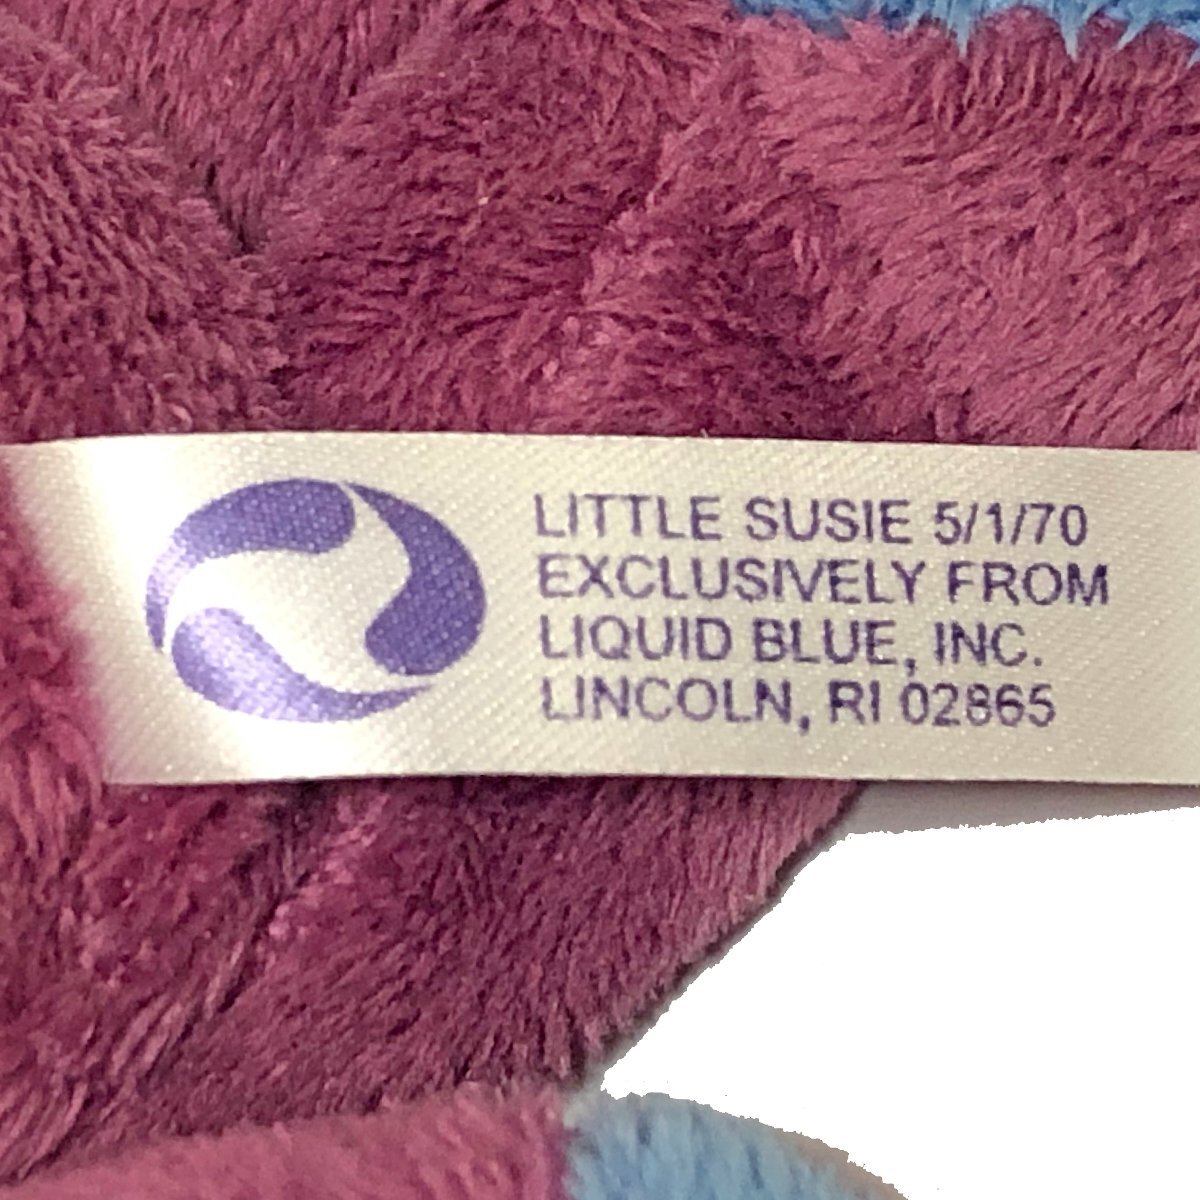 LITTLE SUSIE 5/1/70
EXCLUSIVELY FROM
LIQUID BLUE, INC.
LINCOLN, RI 02865